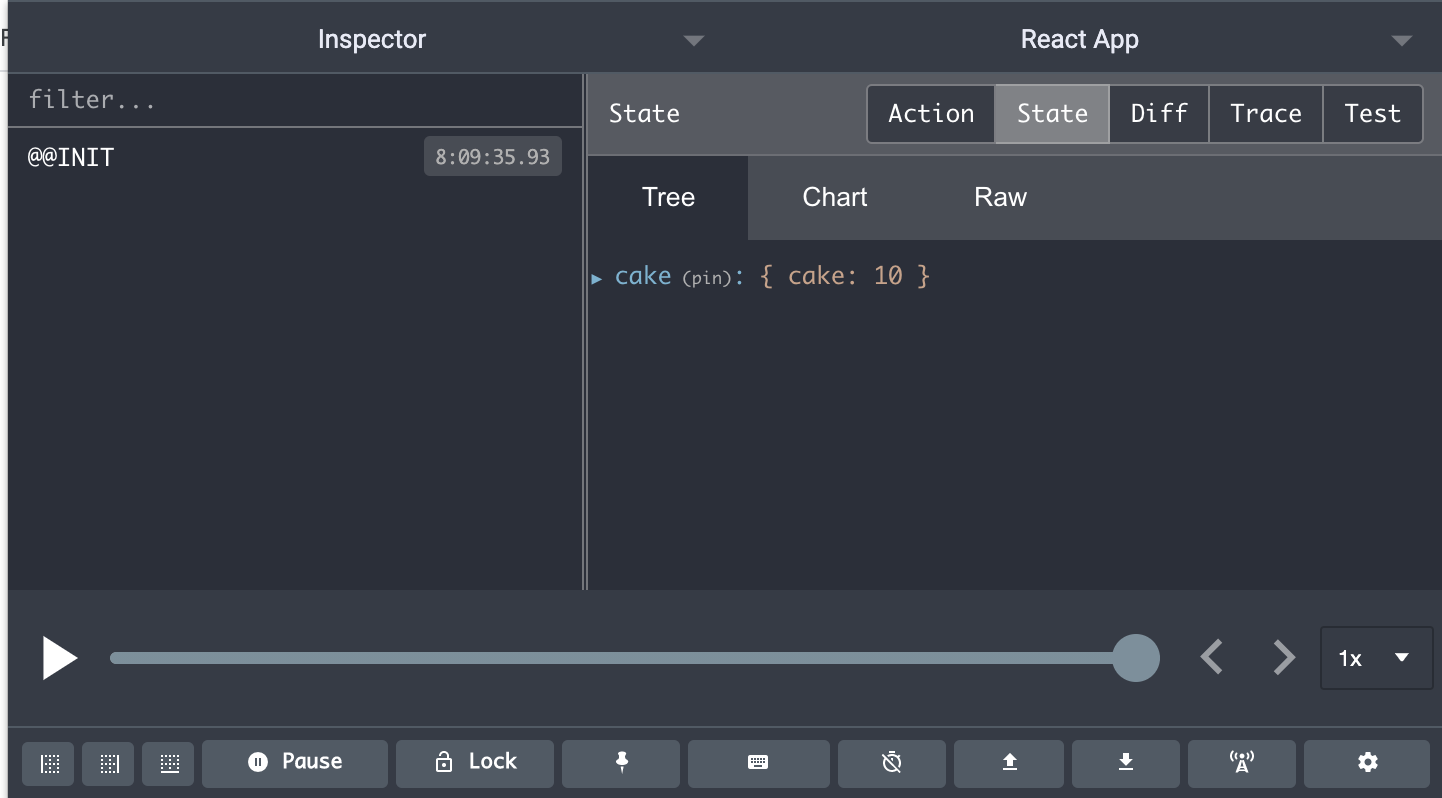 Inspector
React App
filter...
State
Action
State
Diff
Trace
Test
@@INIT
8:09:35.93
Tree
Chart
Raw
▶ cake (pin): { cake: 10 }
1x
Pause
Lock